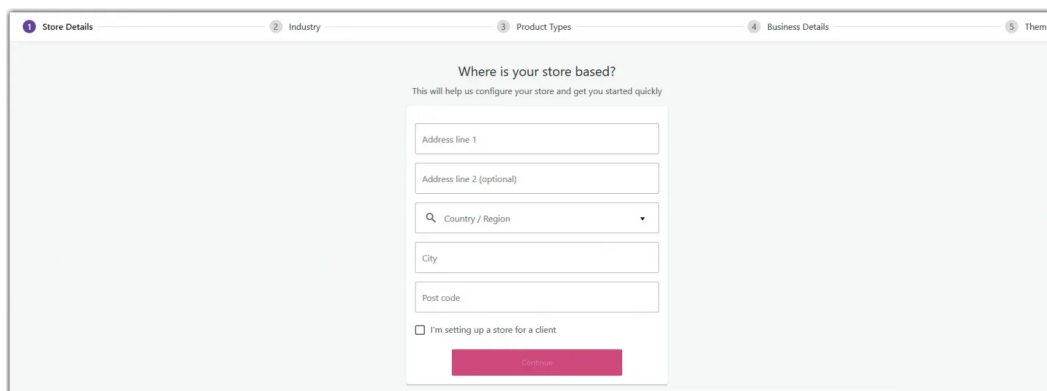 1 Store Details 2 Industry 3 Product Types 4 Business Details 5 Them
Where is your store based?
This will help us configure your store and get you started quickly
Address line 1
Address line 2 (optional)
Country / Region
City
Post code
I'm setting up a store for a client
Continue